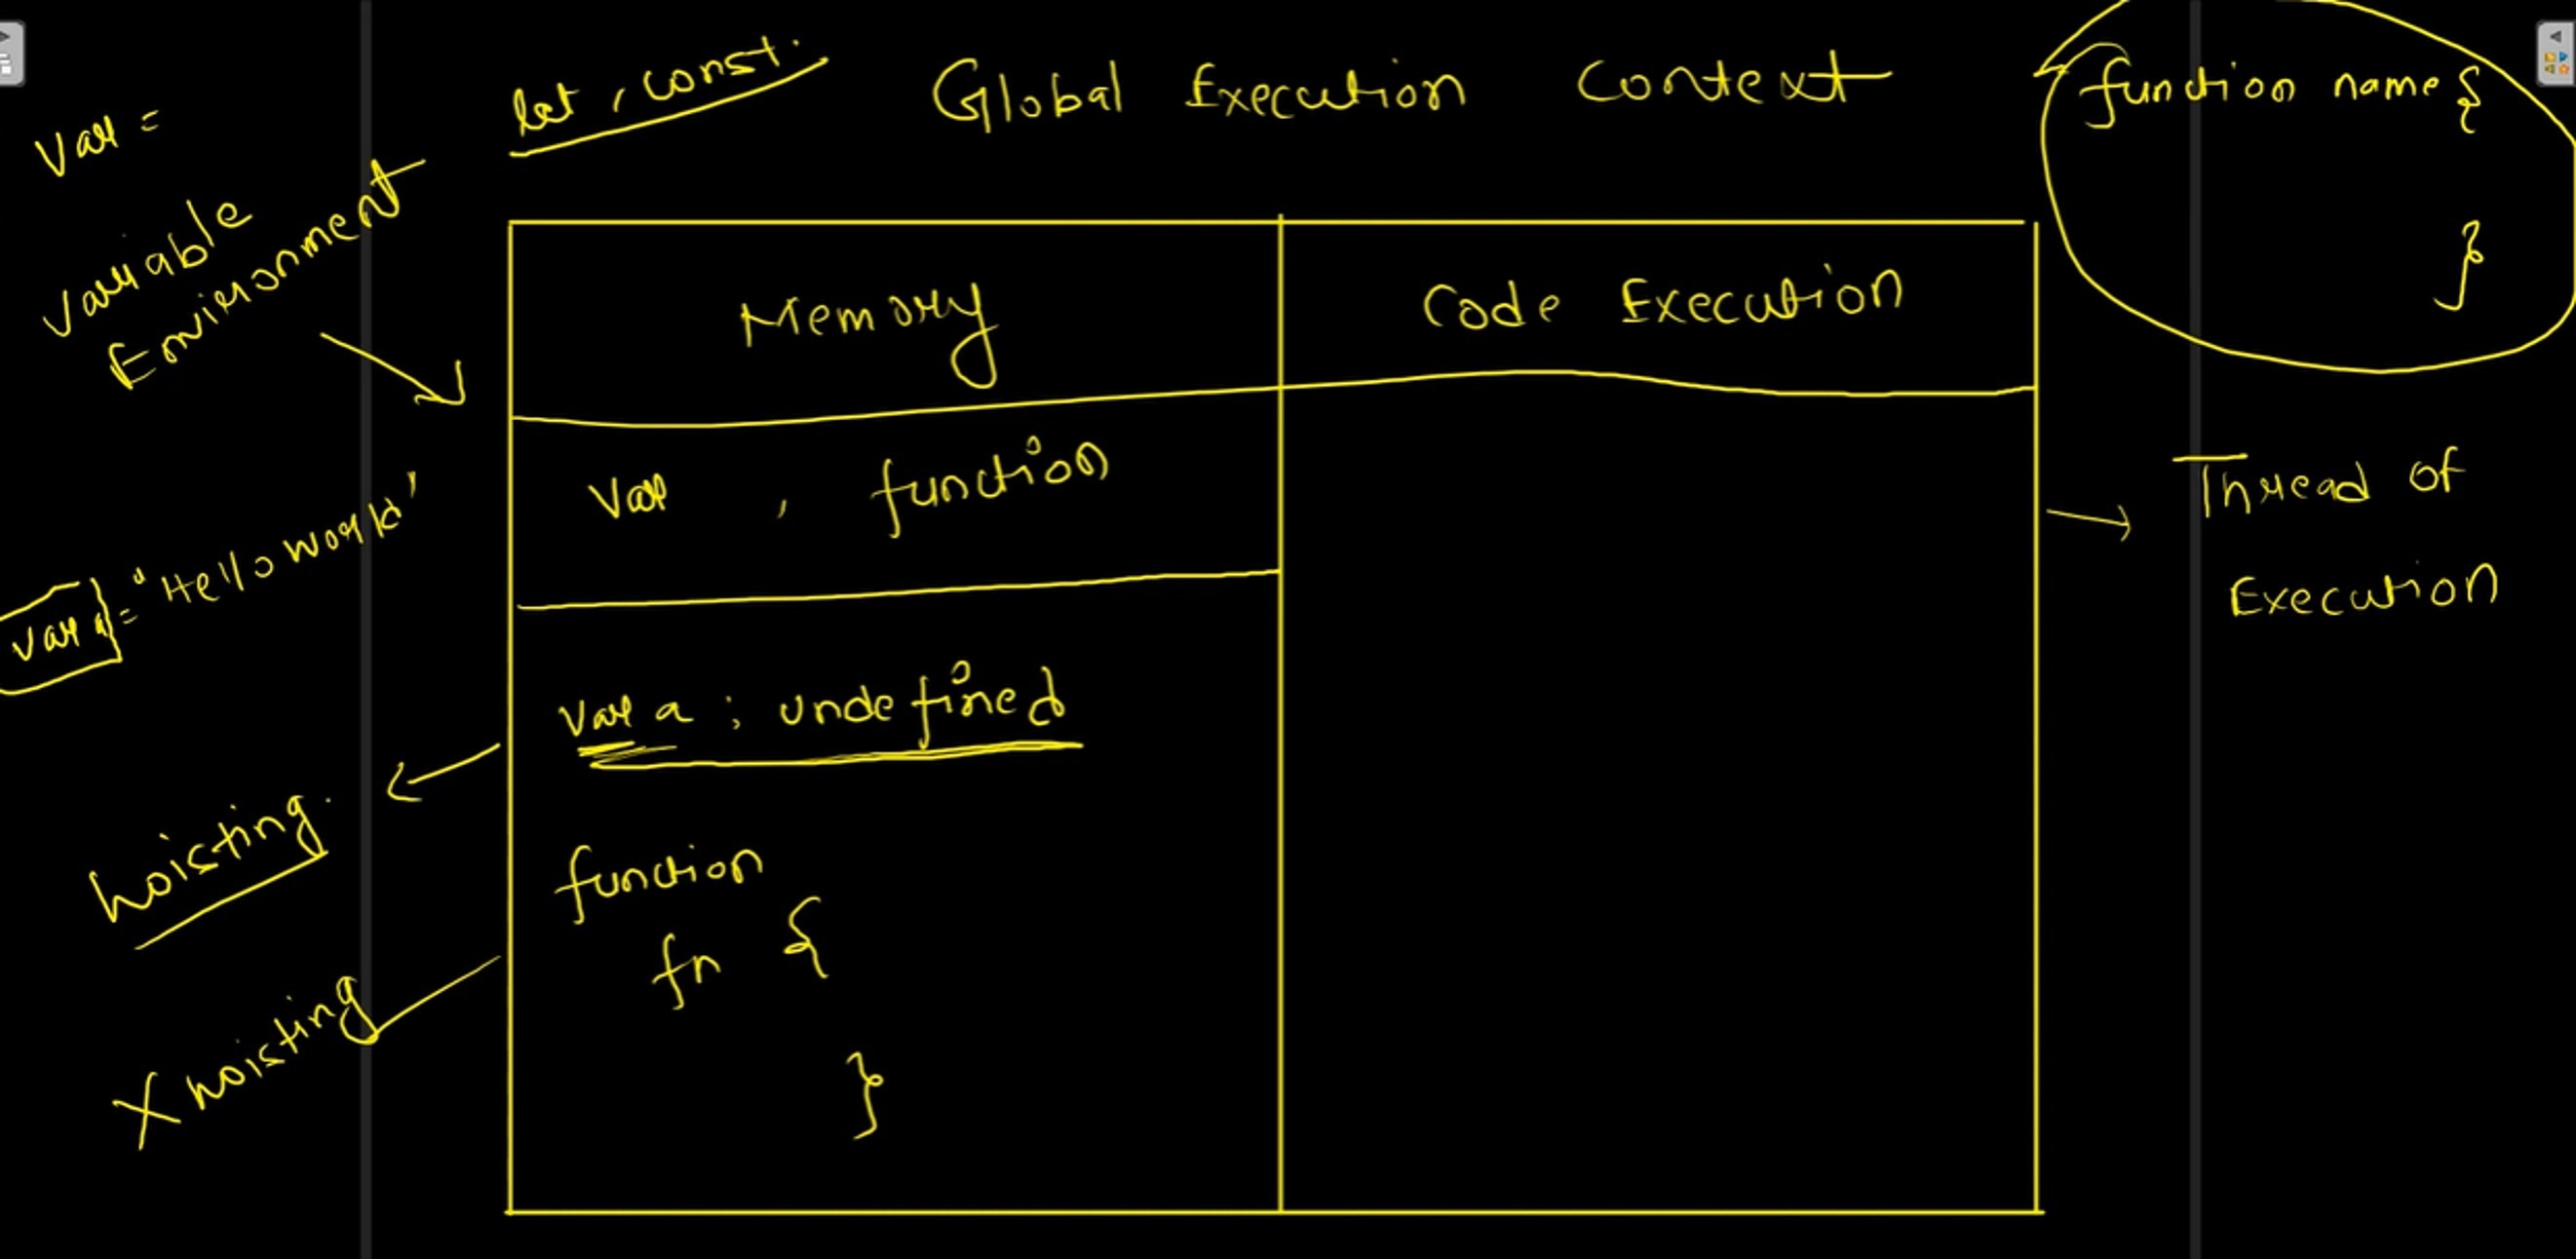 let, const.
Global Execution Context
function name {
}
Var =
Variable
Environment
Memory
Code Execution
Var , function
Thread of
Execution
var a = "Hello world'
Var a : undefined
hoisting.
function
fn {
}
X hoisting